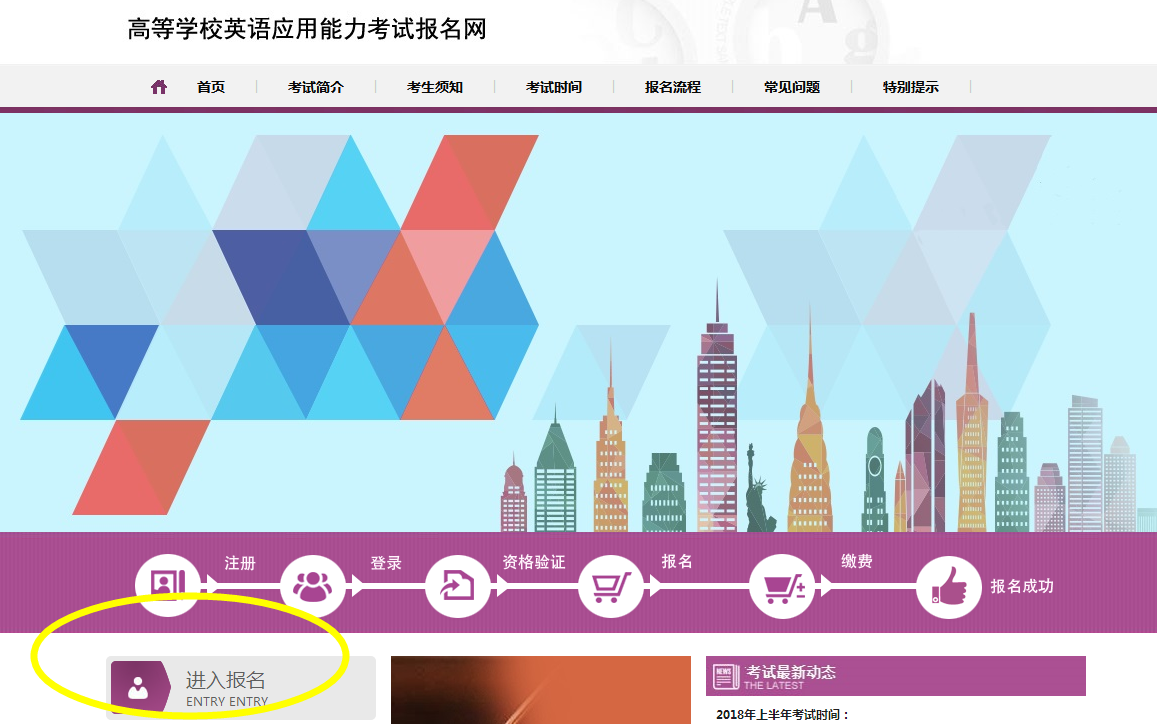 高等学校英语应用能力考试报名网
首页
考试简介
考生须知
考试时间
报名流程
常见问题
特别提示
注册
登录
资格验证
报名
缴费
报名成功
进入报名
ENTRY ENTRY
NEWS
考试最新动态
THE LATEST
2018年上半年考试时间：